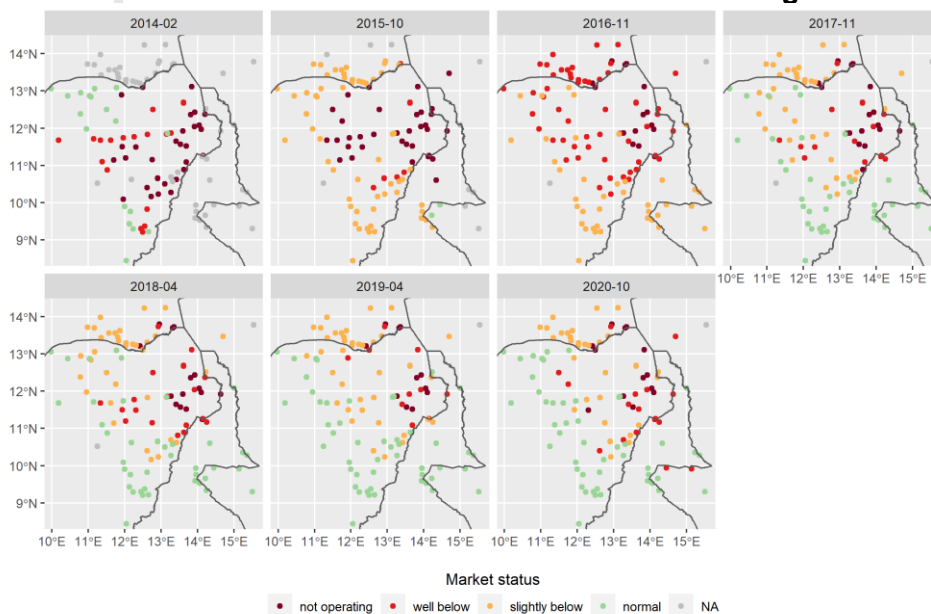 2014-02 2015-10 2016-11 2017-11
14°N
13°N
12°N
11°N
10°N
9°N
10°E 11°E 12°E 13°E 14°E 15°E
2018-04 2019-04 2020-10
14°N
13°N
12°N
11°N
10°N
9°N
10°E 11°E 12°E 13°E 14°E 15°E 10°E 11°E 12°E 13°E 14°E 15°E 10°E 11°E 12°E 13°E 14°E 15°E
Market status
not operating well below slightly below normal NA